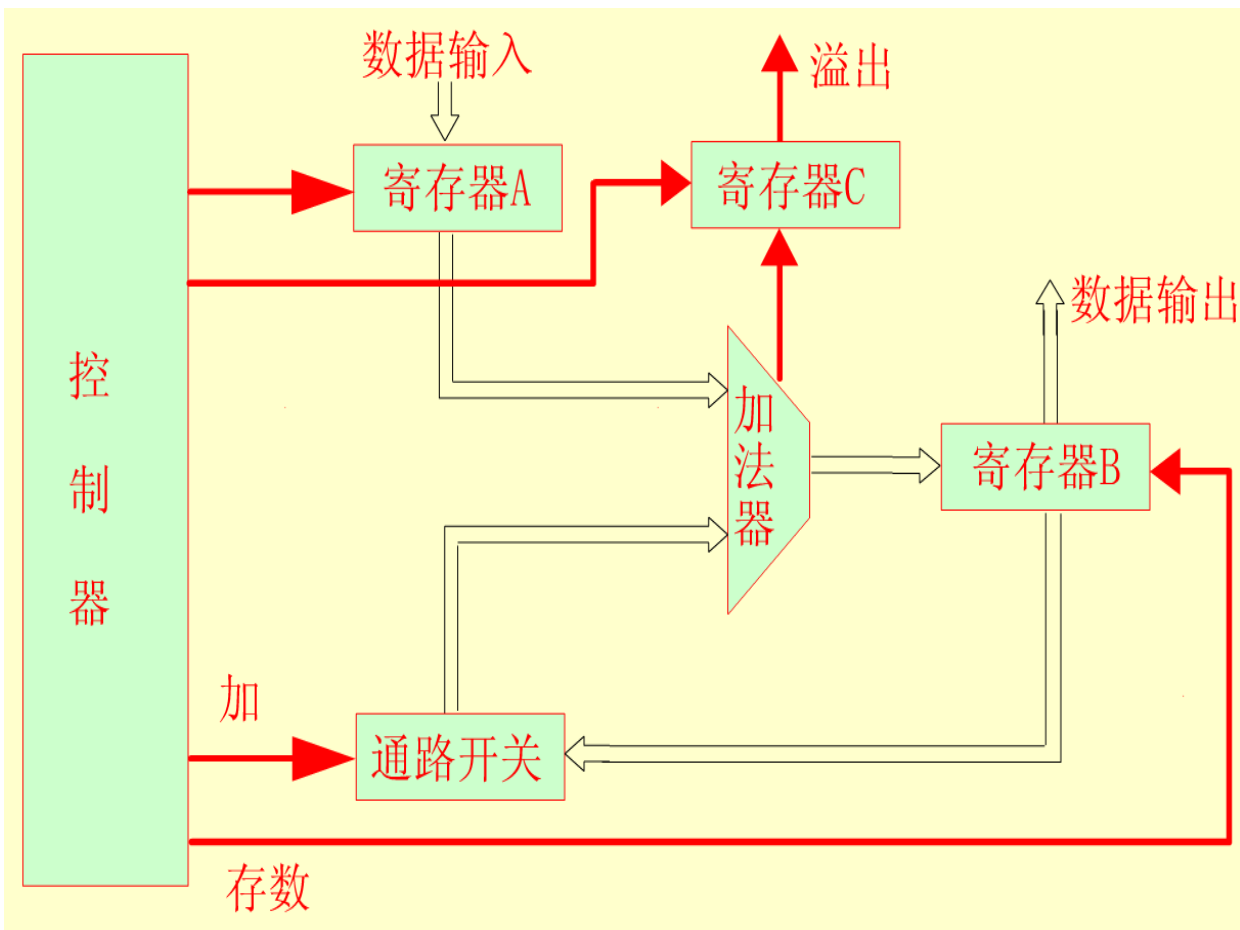 数据输入
溢出
寄存器A
寄存器C
数据输出
控
制
器
加
法
器
寄存器B
加
通路开关
存数